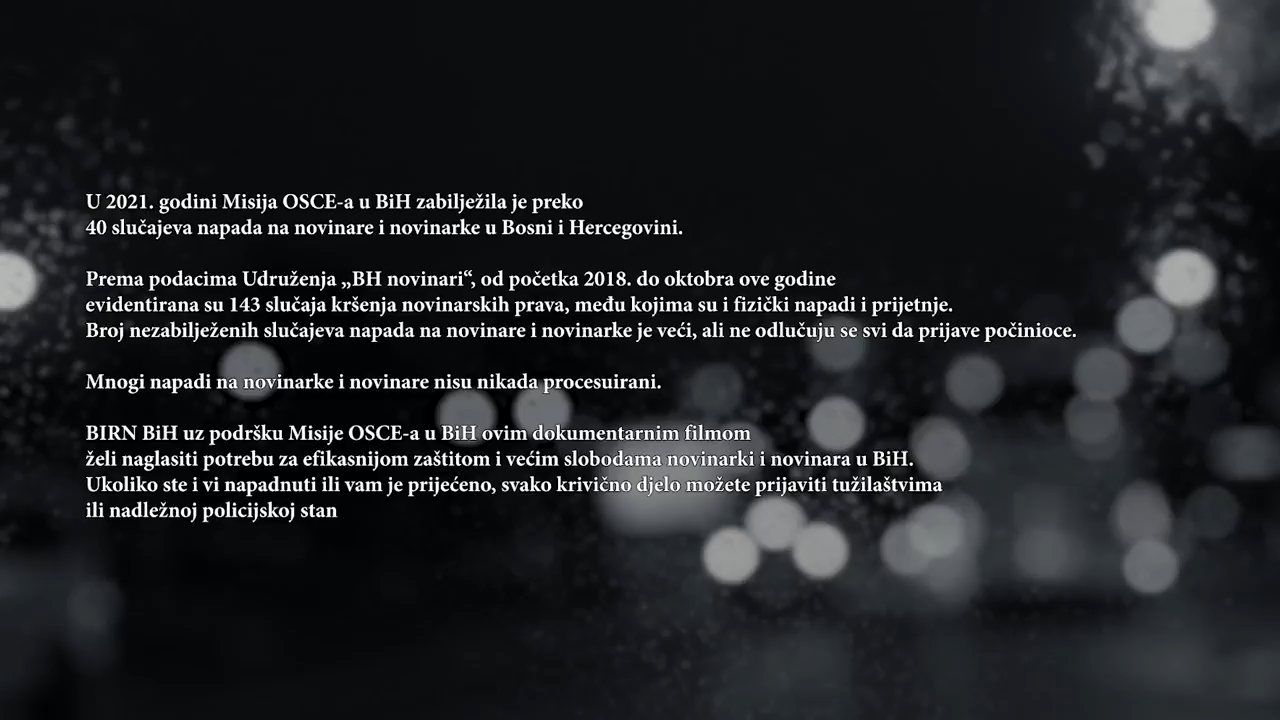 U 2021. godini Misija OSCE-a u BiH zabilježila je preko
40 slučajeva napada na novinare i novinarke u Bosni i Hercegovini.
Prema podacima Udruženja „BH novinari“, od početka 2018. do oktobra ove godine
evidentirana su 143 slučaja kršenja novinarskih prava, među kojima su i fizički napadi i prijetnje.
Broj nezabilježenih slučajeva napada na novinare i novinarke je veći, ali ne odlučuju se svi da prijave počinioce.
Mnogi napadi na novinarke i novinare nisu nikada procesuirani.
BIRN BiH uz podršku Misije OSCE-a u BiH ovim dokumentarnim filmom
želi naglasiti potrebu za efikasnijom zaštitom i većim slobodama novinarki i novinara u BiH.
Ukoliko ste i vi napadnuti ili vam je prijećeno, svako krivično djelo možete prijaviti tužilaštvima
ili nadležnoj policijskoj stan